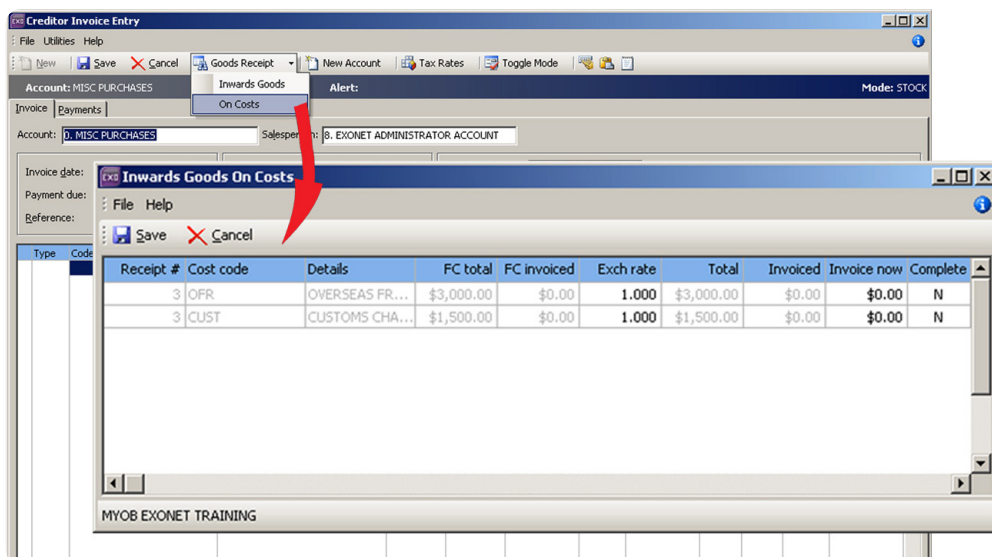 Creditor Invoice Entry
File Utilities Help
New Save Cancel Goods Receipt New Account Tax Rates Toggle Mode
Inwards Goods
On Costs
Account: MISC PURCHASES Alert: Mode: STOCK
Invoice Payments
Account: 0. MISC PURCHASES Salesperson: 8. EXONET ADMINISTRATOR ACCOUNT
Invoice date:
Payment due:
Reference:
Type Code
EXO Inwards Goods On Costs
File Help
Save Cancel
Receipt # Cost code Details FC total FC invoiced Exch rate Total Invoiced Invoice now Complete
3 OFR OVERSEAS FR... $3,000.00 $0.00 1.000 $3,000.00 $0.00 $0.00 N
3 CUST CUSTOMS CHA... $1,500.00 $0.00 1.000 $1,500.00 $0.00 $0.00 N
MYOB EXONET TRAINING